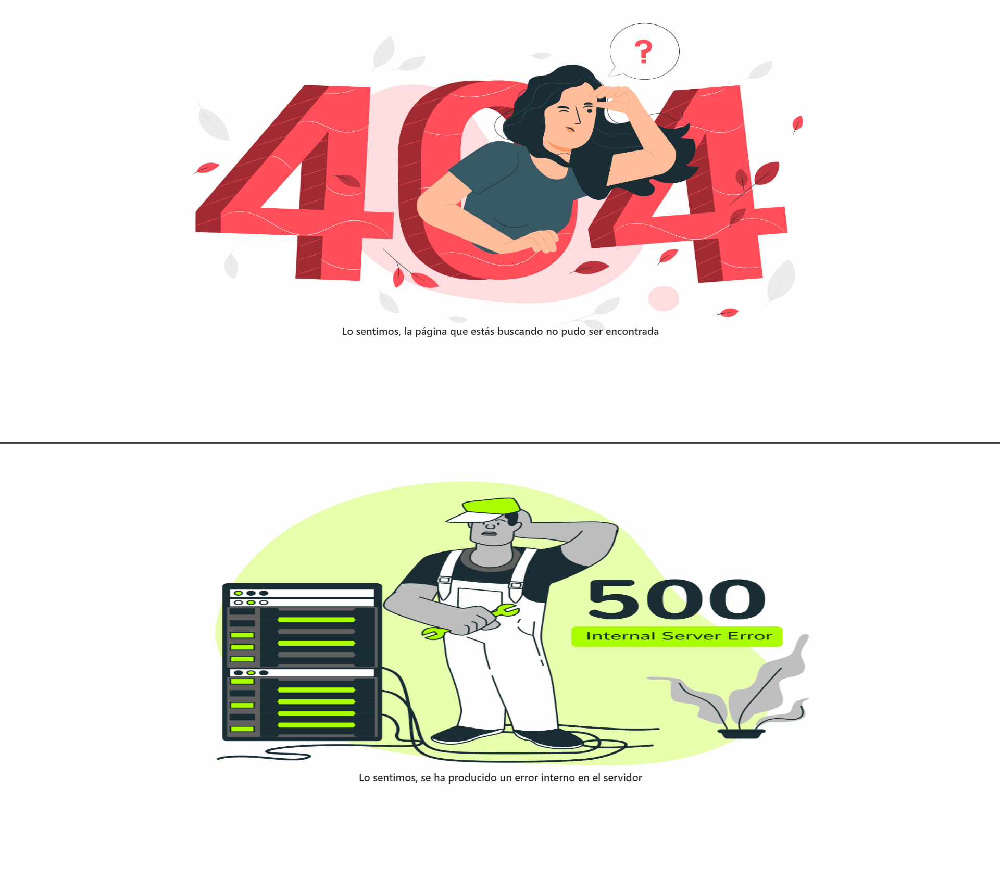 ?
404
Lo sentimos, la página que estás buscando no pudo ser encontrada
500
Internal Server Error
Lo sentimos, se ha producido un error interno en el servidor